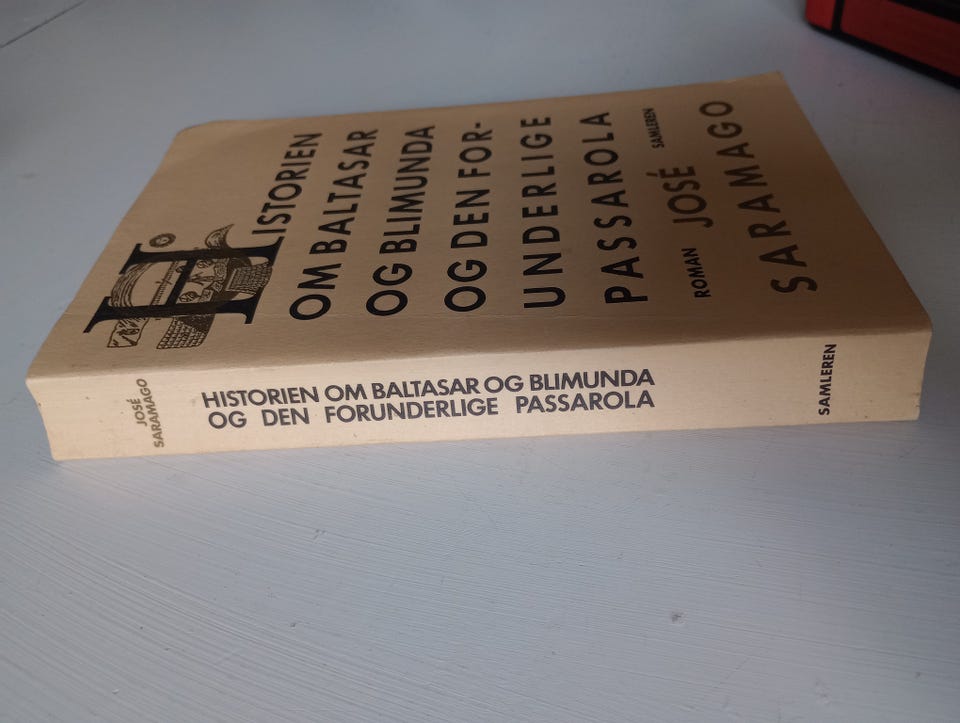 HISTORIEN
OM BALTASAR
OG BLIMUNDA
OG DEN FOR-
UNDERLIGE
PASSAROLA
SAMLEREN
ROMAN JOSÉ
SARAMAGO
JOSÉ
SARAMAGO
HISTORIEN OM BALTASAR OG BLIMUNDA
OG DEN FORUNDERLIGE PASSAROLA
SAMLEREN